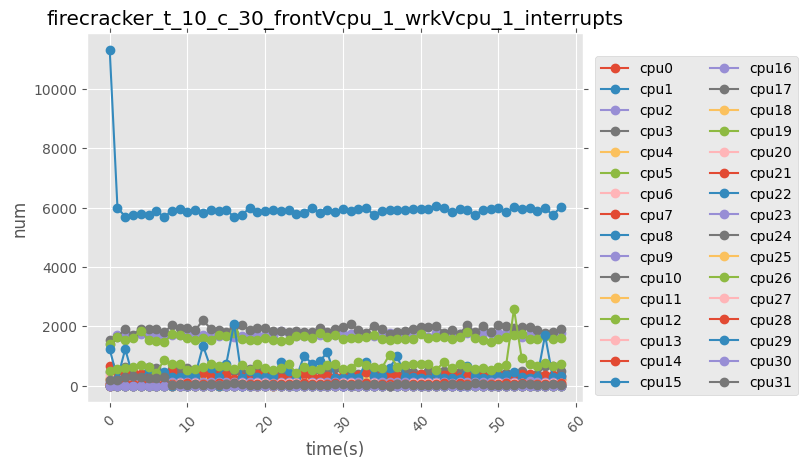 firecracker_t_10_c_30_frontVcpu_1_wrkVcpu_1_interrupts
num
10000
8000
6000
4000
2000
0
0
10
20
30
40
50
60
time(s)
cpu0
cpu1
cpu2
cpu3
cpu4
cpu5
cpu6
cpu7
cpu8
cpu9
cpu10
cpu11
cpu12
cpu13
cpu14
cpu15
cpu16
cpu17
cpu18
cpu19
cpu20
cpu21
cpu22
cpu23
cpu24
cpu25
cpu26
cpu27
cpu28
cpu29
cpu30
cpu31